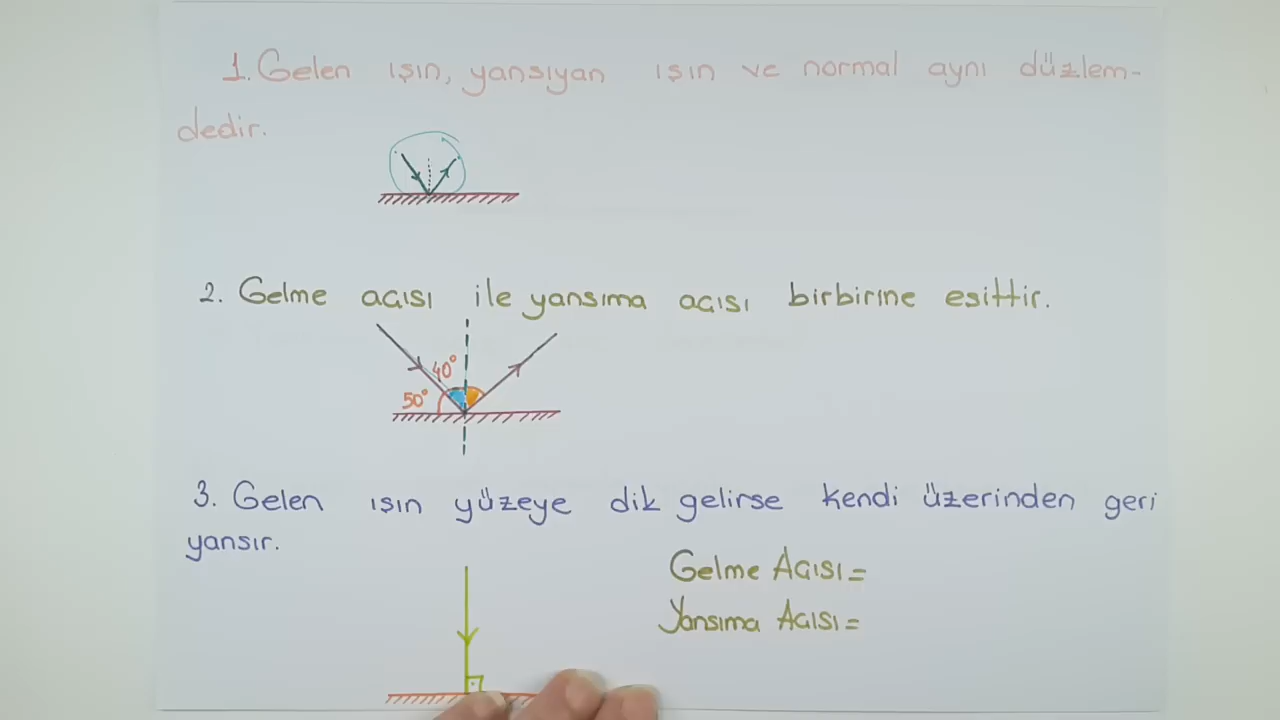 1. Gelen ışın, yansıyan ışın ve normal aynı düzlem-
dedir.
2. Gelme açısı ile yansıma açısı birbirine eşittir.
40°
50°
3. Gelen ışın yüzeye dik gelirse kendi üzerinden geri
yansır.
Gelme Açısı =
Yansıma Açısı =